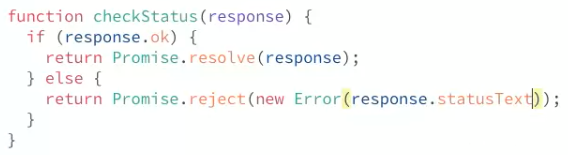 function checkStatus(response) {
  if (response.ok) {
    return Promise.resolve(response);
  } else {
    return Promise.reject(new Error(response.statusText));
  }
}